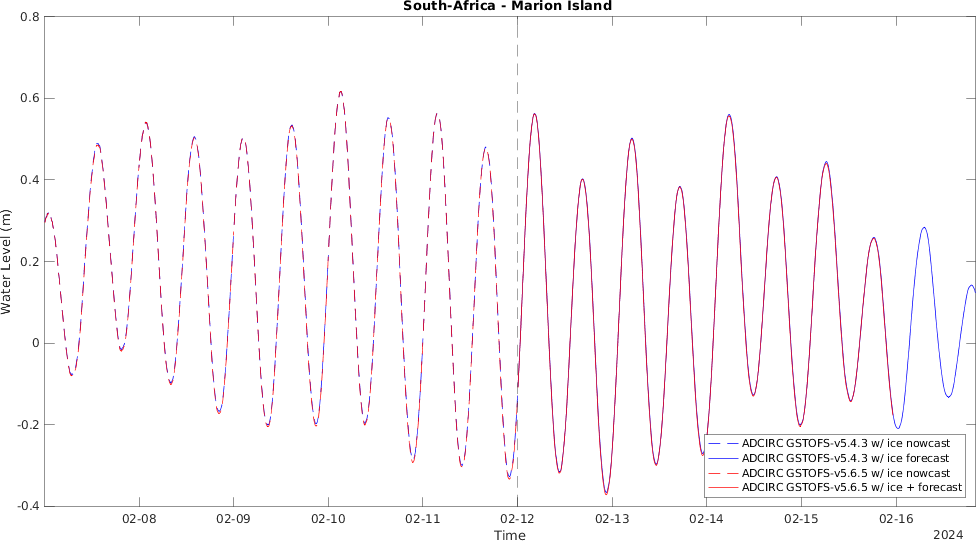 South-Africa - Marion Island
0.8
0.6
0.4
0.2
0
-0.2
-0.4
Water Level (m)
ADCIRC GSTOFS-v5.4.3 w/ ice nowcast
ADCIRC GSTOFS-v5.4.3 w/ ice forecast
ADCIRC GSTOFS-v5.6.5 w/ ice nowcast
ADCIRC GSTOFS-v5.6.5 w/ ice + forecast
02-08 02-09 02-10 02-11 02-12 02-13 02-14 02-15 02-16
Time
2024